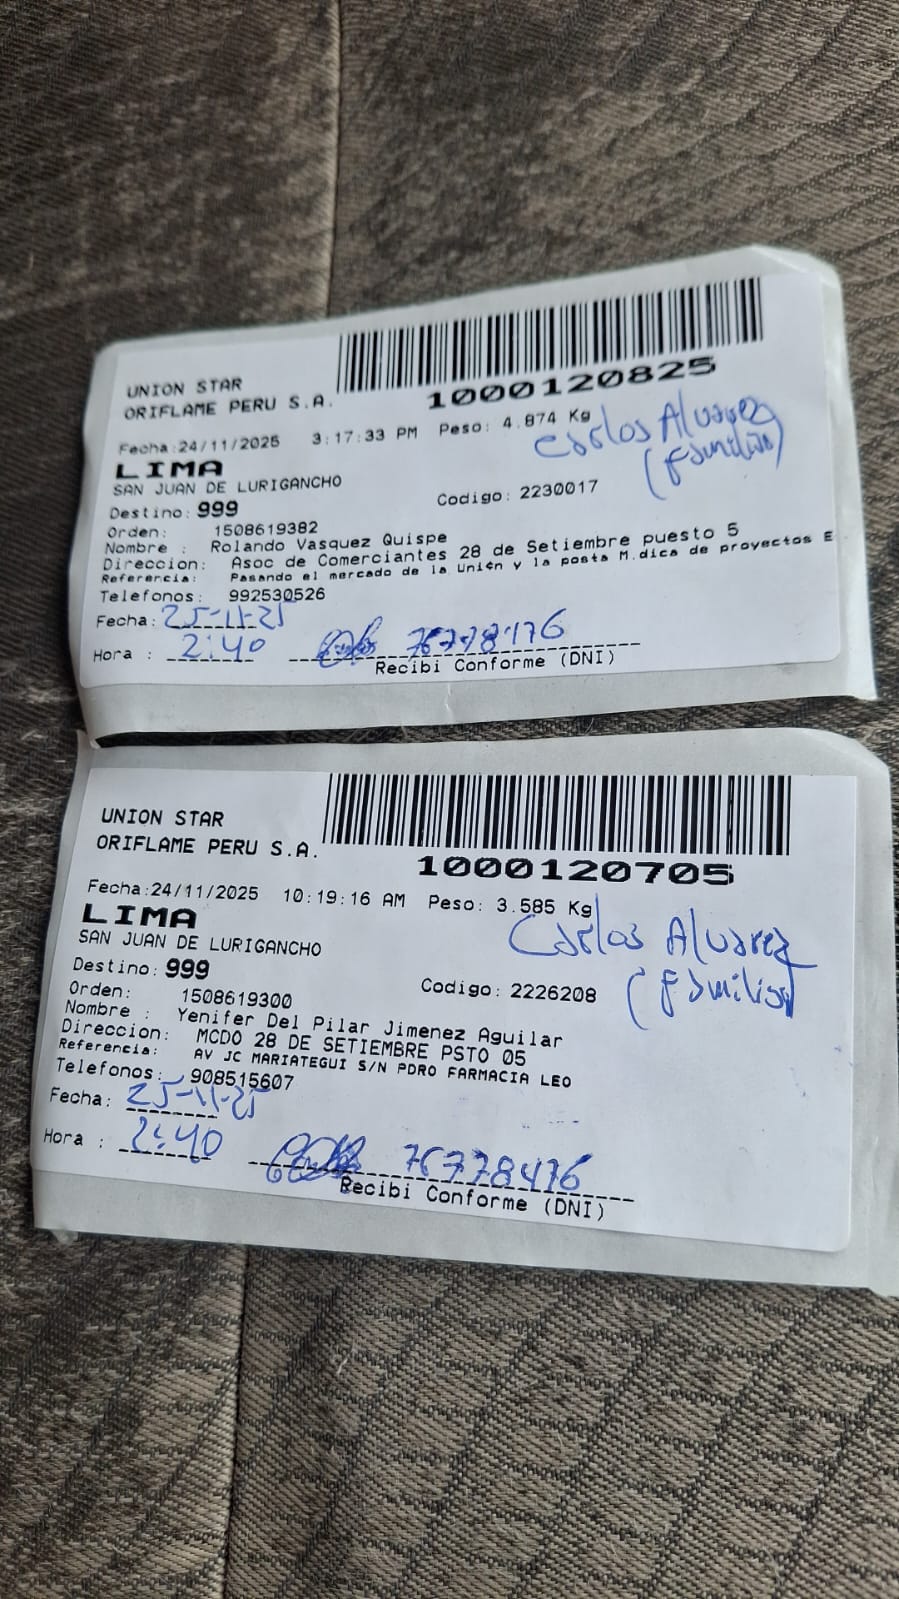 UNION STAR
ORIFLAME PERU S.A.
1000120825
Fecha:24/11/2025 3:17:33 PM Peso: 4.874 Kg
Carlos Alvarez
(Familiar)
LIMA
SAN JUAN DE LURIGANCHO
Destino: 999 Codigo: 2230017
Orden: 1508619382
Nombre : Rolando Vasquez Quispe
Direccion: Asoc de Comerciantes 28 de Setiembre puesto 5
Referencia: Pasando el mercado de la Uni¢n y la posta M.dica de proyectos E
Telefonos: 992530526
Fecha: 25-11-25
Hora : 2:40
Recibi Conforme (DNI)
UNION STAR
ORIFLAME PERU S.A.
1000120705
Fecha:24/11/2025 10:19:16 AM Peso: 3.585 Kg
Carlos Alvarez
(Familiar)
LIMA
SAN JUAN DE LURIGANCHO
Destino: 999 Codigo: 2226208
Orden: 1508619300
Nombre : Yenifer Del Pilar Jimenez Aguilar
Direccion: MCDO 28 DE SETIEMBRE PSTO 05
Referencia: AV JC MARIATEGUI S/N PDRO FARMACIA LEO
Telefonos: 908515607
Fecha: 25-11-25
Hora : 2:40 76778476
Recibi Conforme (DNI)